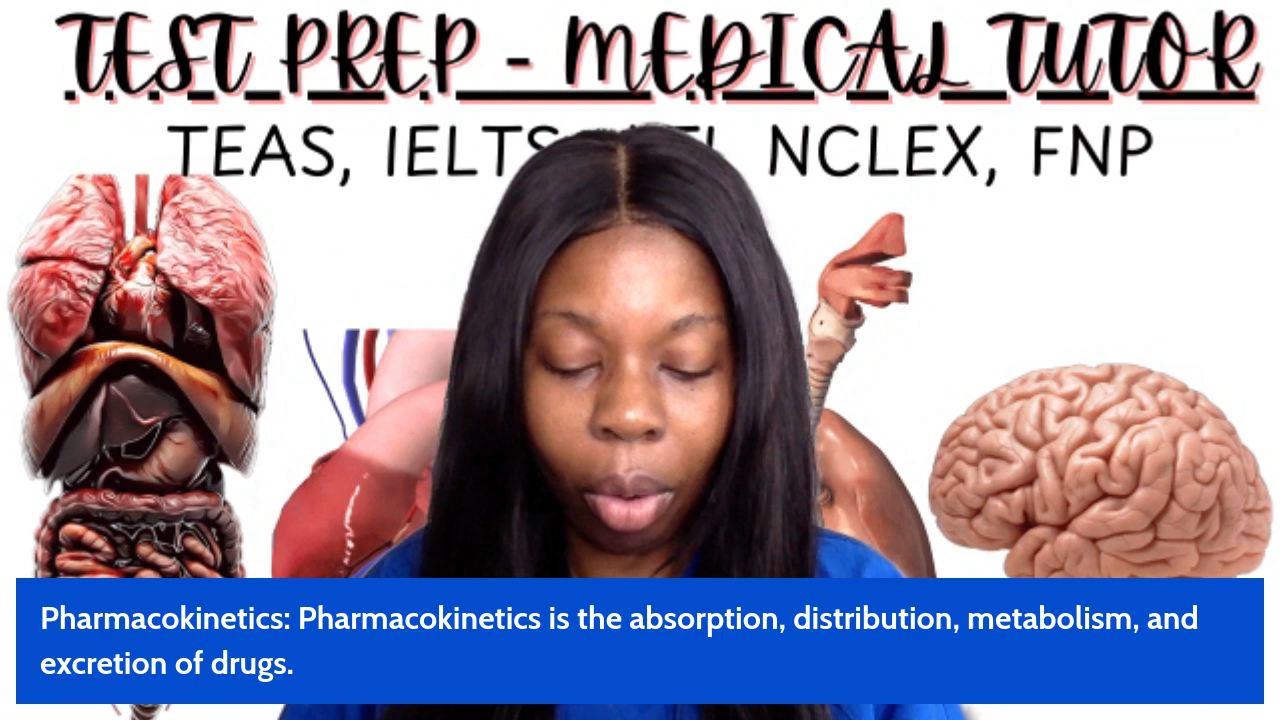 TEST PREP - MEDICAL TUTOR
TEAS, IELTS, NCLEX, FNP
Pharmacokinetics: Pharmacokinetics is the absorption, distribution, metabolism, and
excretion of drugs.